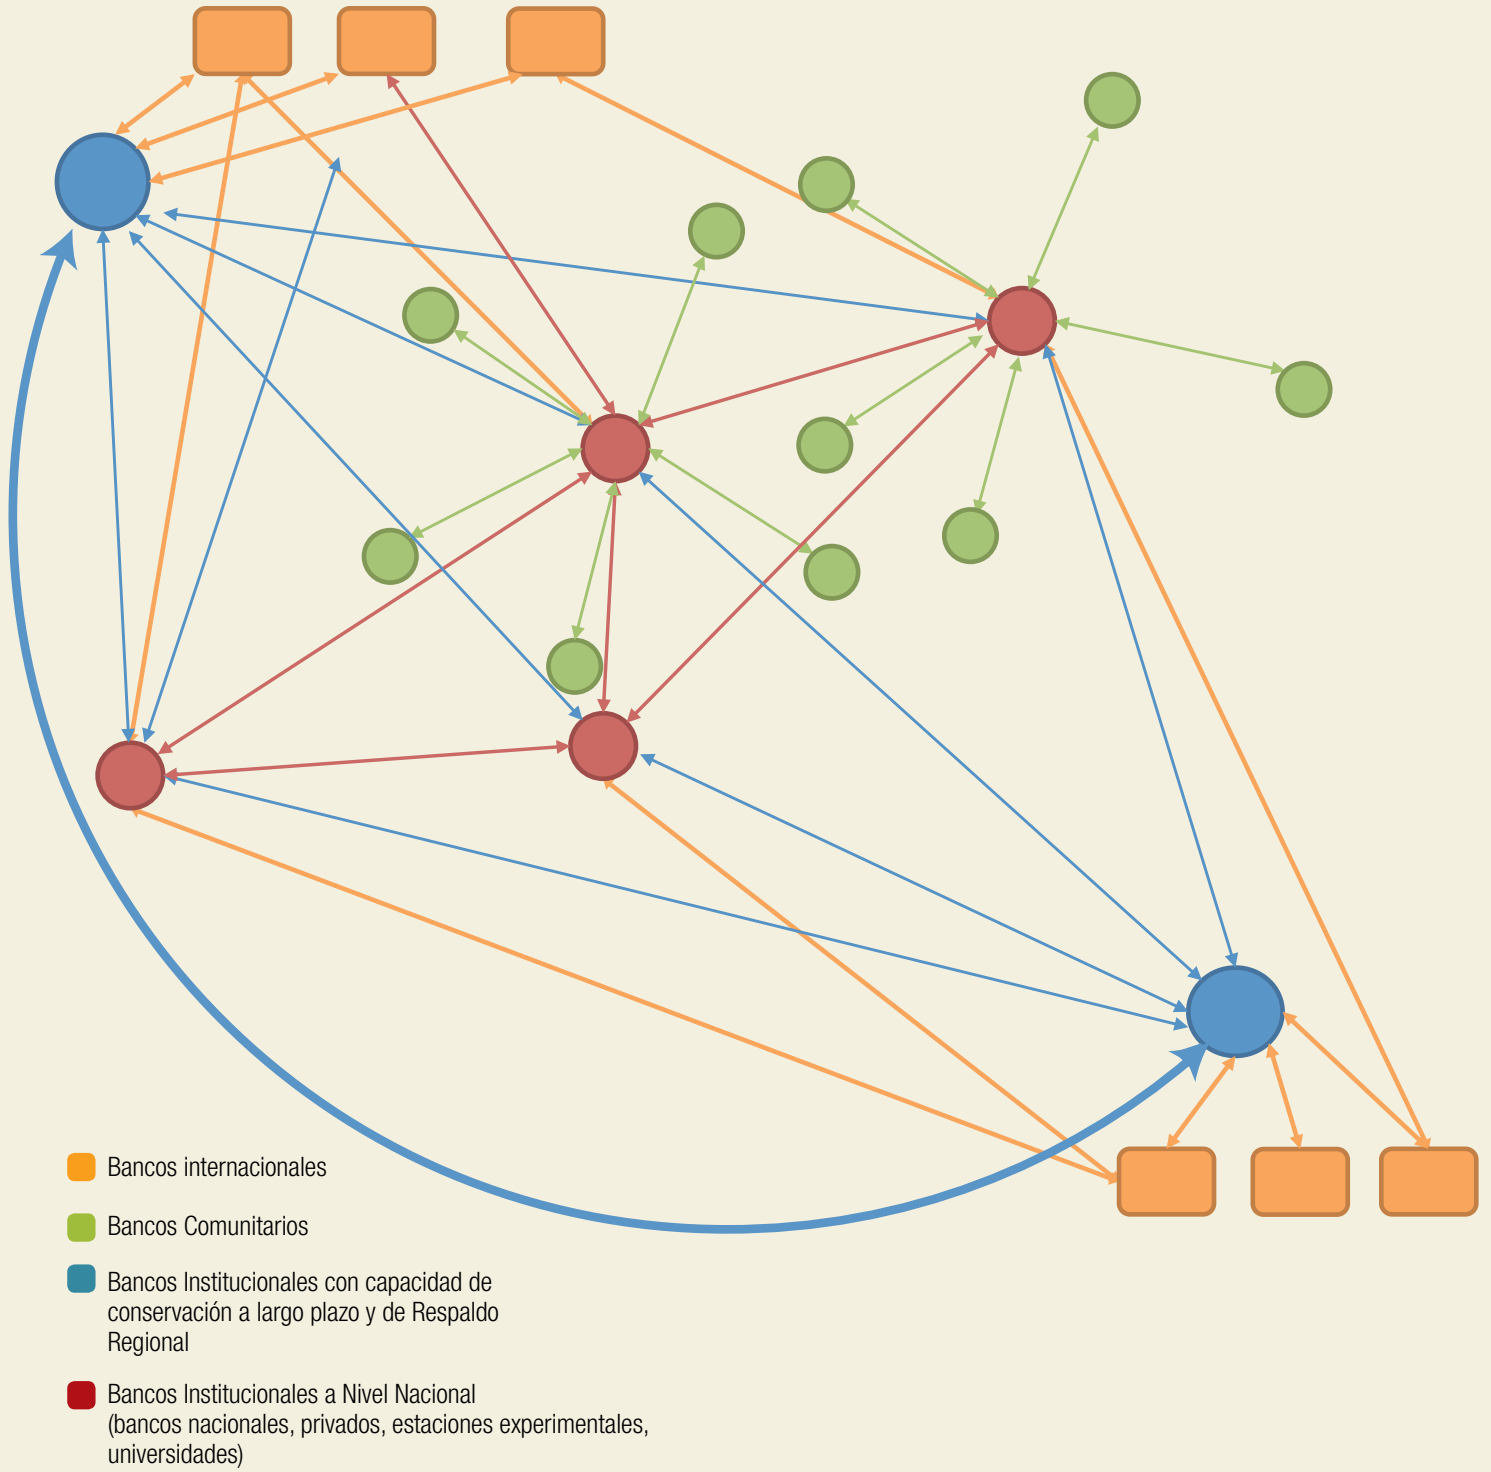 Bancos internacionales
Bancos Comunitarios
Bancos Institucionales con capacidad de
conservación a largo plazo y de Respaldo
Regional
Bancos Institucionales a Nivel Nacional
(bancos nacionales, privados, estaciones experimentales,
universidades)